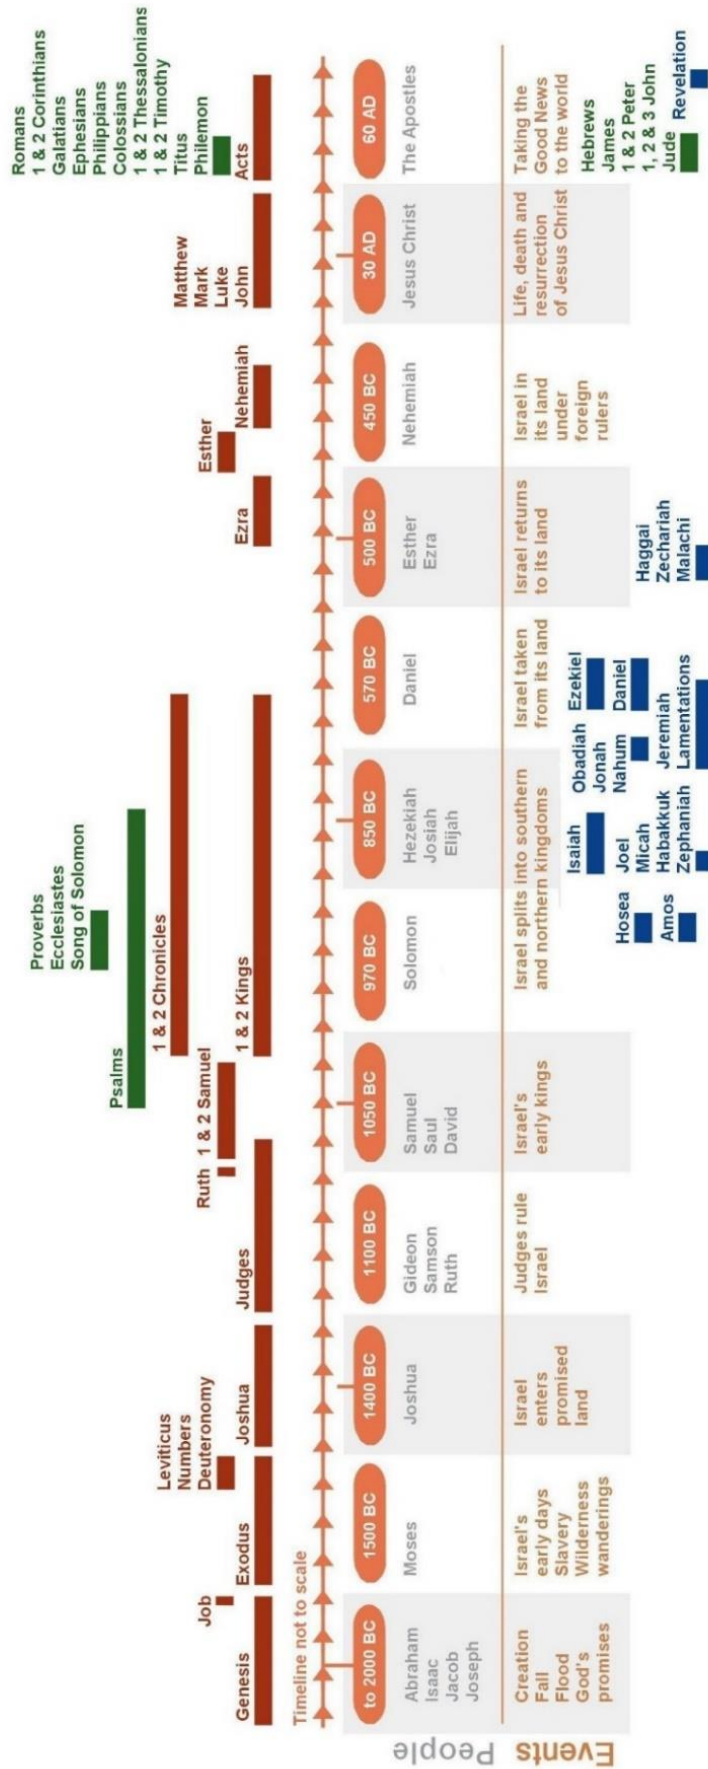 Proverbs
Ecclesiastes
Song of Solomon
Psalms
1 & 2 Chronicles
Romans
1 & 2 Corinthians
Galatians
Ephesians
Philippians
Colossians
1 & 2 Thessalonians
1 & 2 Timothy
Titus
Philemon
Job
Leviticus
Numbers
Deuteronomy
Ruth
1 & 2 Samuel
Esther
Matthew
Mark
Luke
John
Genesis
Exodus
Joshua
Judges
1 & 2 Kings
Ezra
Nehemiah
Acts
Timeline not to scale
to 2000 BC
1500 BC
1400 BC
1100 BC
1050 BC
970 BC
850 BC
570 BC
500 BC
450 BC
30 AD
60 AD
People
Abraham
Isaac
Jacob
Joseph
Moses
Joshua
Gideon
Samson
Ruth
Samuel
Saul
David
Solomon
Hezekiah
Josiah
Elijah
Daniel
Esther
Ezra
Nehemiah
Jesus Christ
The Apostles
Events
Creation
Fall
Flood
God's
promises
Israel's
early days
Slavery
Wilderness
wanderings
Israel
enters
promised
land
Judges rule
Israel
Israel's
early kings
Israel splits into southern
and northern kingdoms
Israel taken
from its land
Israel returns
to its land
Israel in
its land
under
foreign
rulers
Life, death and
resurrection
of Jesus Christ
Taking the
Good News
to the world
Hosea
Amos
Isaiah
Joel
Micah
Habakkuk
Zephaniah
Obadiah
Jonah
Nahum
Jeremiah
Lamentations
Ezekiel
Daniel
Haggai
Zechariah
Malachi
Hebrews
James
1 & 2 Peter
1, 2 & 3 John
Jude
Revelation